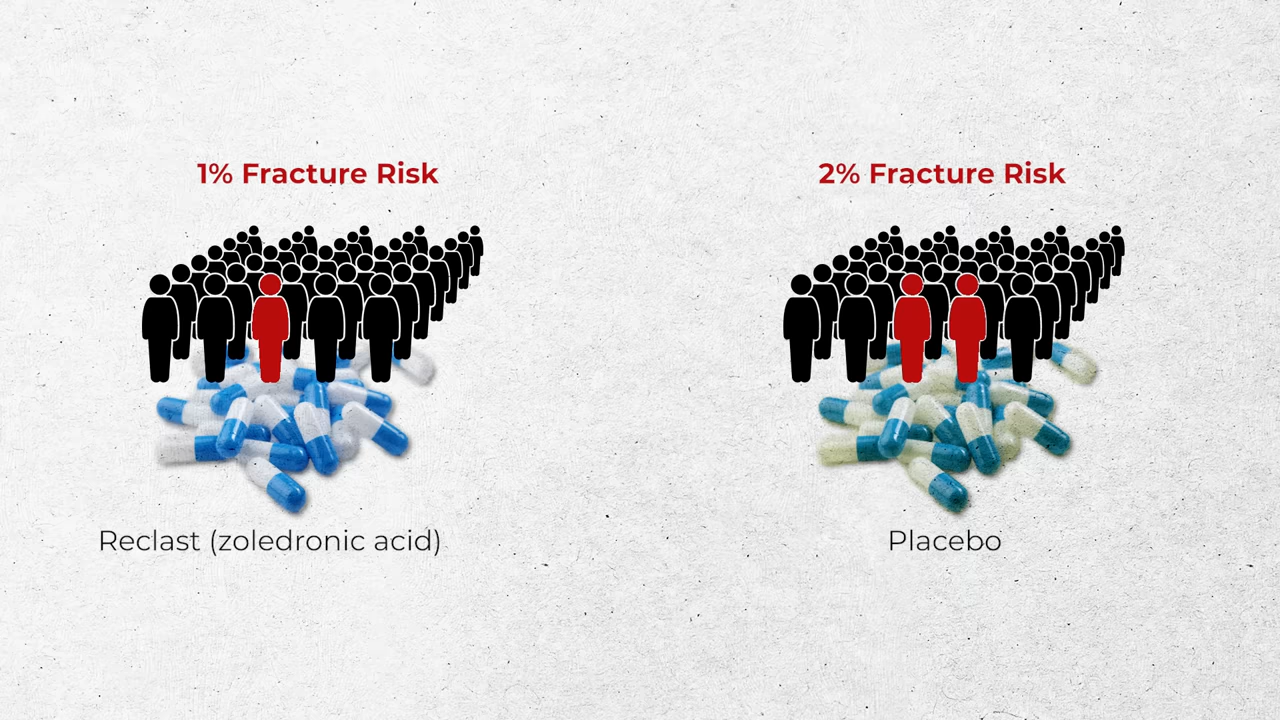 1% Fracture Risk
2% Fracture Risk
Reclast (zoledronic acid)
Placebo